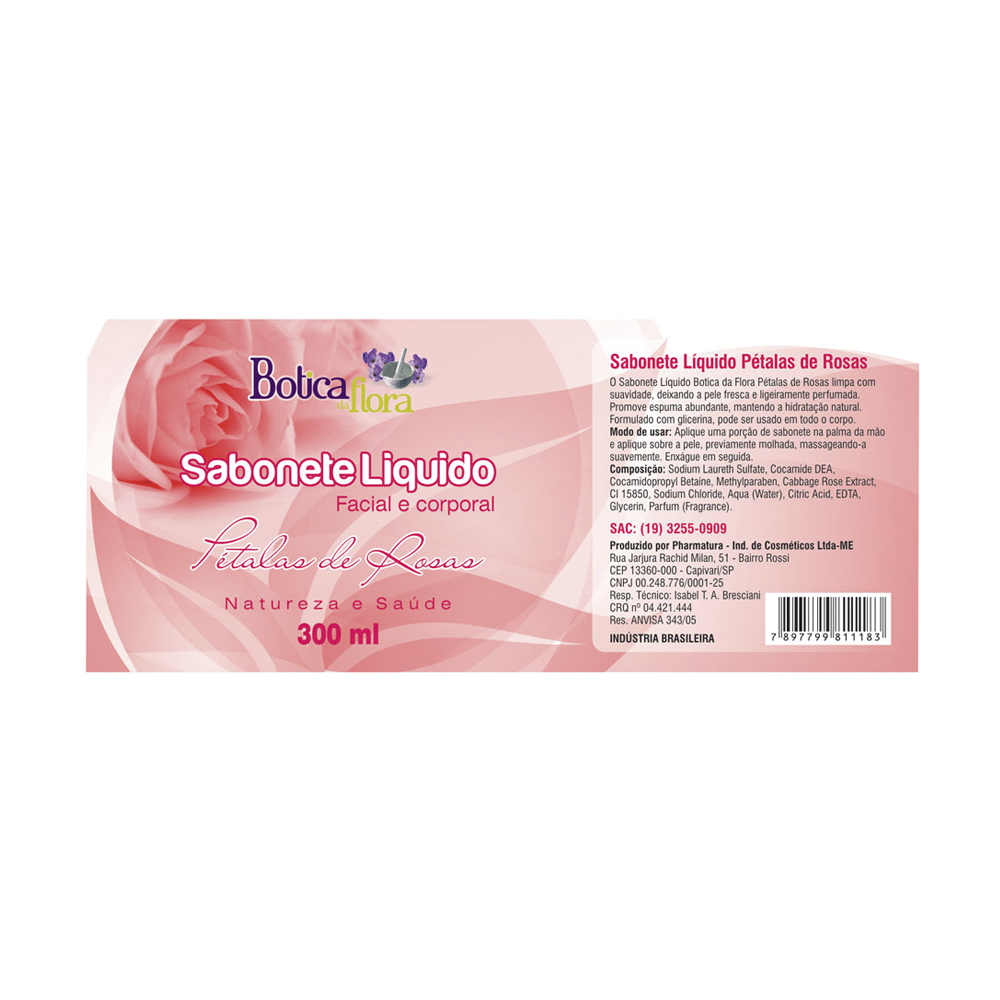 Botica
da flora
Sabonete Liquido
Facial e corporal
Pétalas de Rosas
Natureza e Saúde
300 ml
Sabonete Líquido Pétalas de Rosas
O Sabonete Líquido Botica da Flora Pétalas de Rosas limpa com
suavidade, deixando a pele fresca e ligeiramente perfumada.
Promove espuma abundante, mantendo a hidratação natural.
Formulado com glicerina, pode ser usado em todo o corpo.
Modo de usar: Aplique uma porção de sabonete na palma da mão
e aplique sobre a pele, previamente molhada, massageando-a
suavemente. Enxágue em seguida.
Composição: Sodium Laureth Sulfate, Cocamide DEA,
Cocamidopropyl Betaine, Methylparaben, Cabbage Rose Extract,
CI 15850, Sodium Chloride, Aqua (Water), Citric Acid, EDTA,
Glycerin, Parfum (Fragrance).
SAC: (19) 3255-0909
Produzido por Pharmatura - Ind. de Cosméticos Ltda-ME
Rua Jarjura Rachid Milan, 51 - Bairro Rossi
CEP 13360-000 - Capivari/SP
CNPJ 00.248.776/0001-25
Resp. Técnico: Isabel T. A. Bresciani
CRQ nº 04.421.444
Res. ANVISA 343/05
INDÚSTRIA BRASILEIRA
7 897799 811183